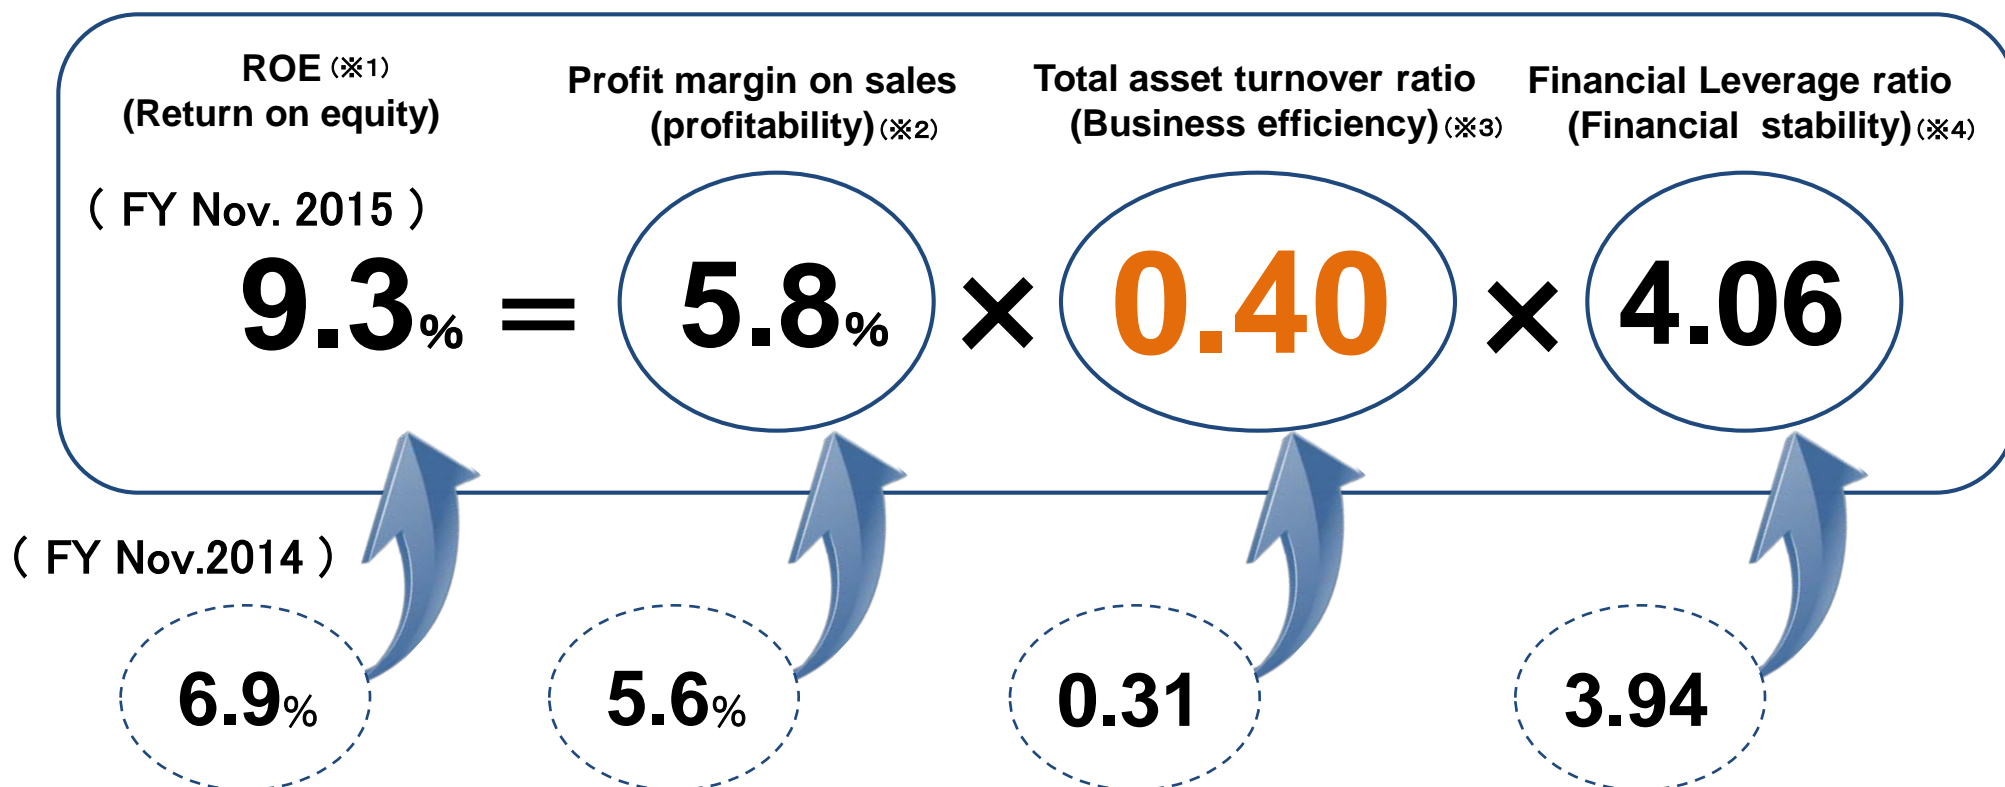 ROE (※1)
(Return on equity)
Profit margin on sales
(profitability) (※2)
Total asset turnover ratio
(Business efficiency) (※3)
Financial Leverage ratio
(Financial stability) (※4)
( FY Nov. 2015 )
9.3% = 5.8% × 0.40 × 4.06
( FY Nov.2014 )
6.9% 5.6% 0.31 3.94